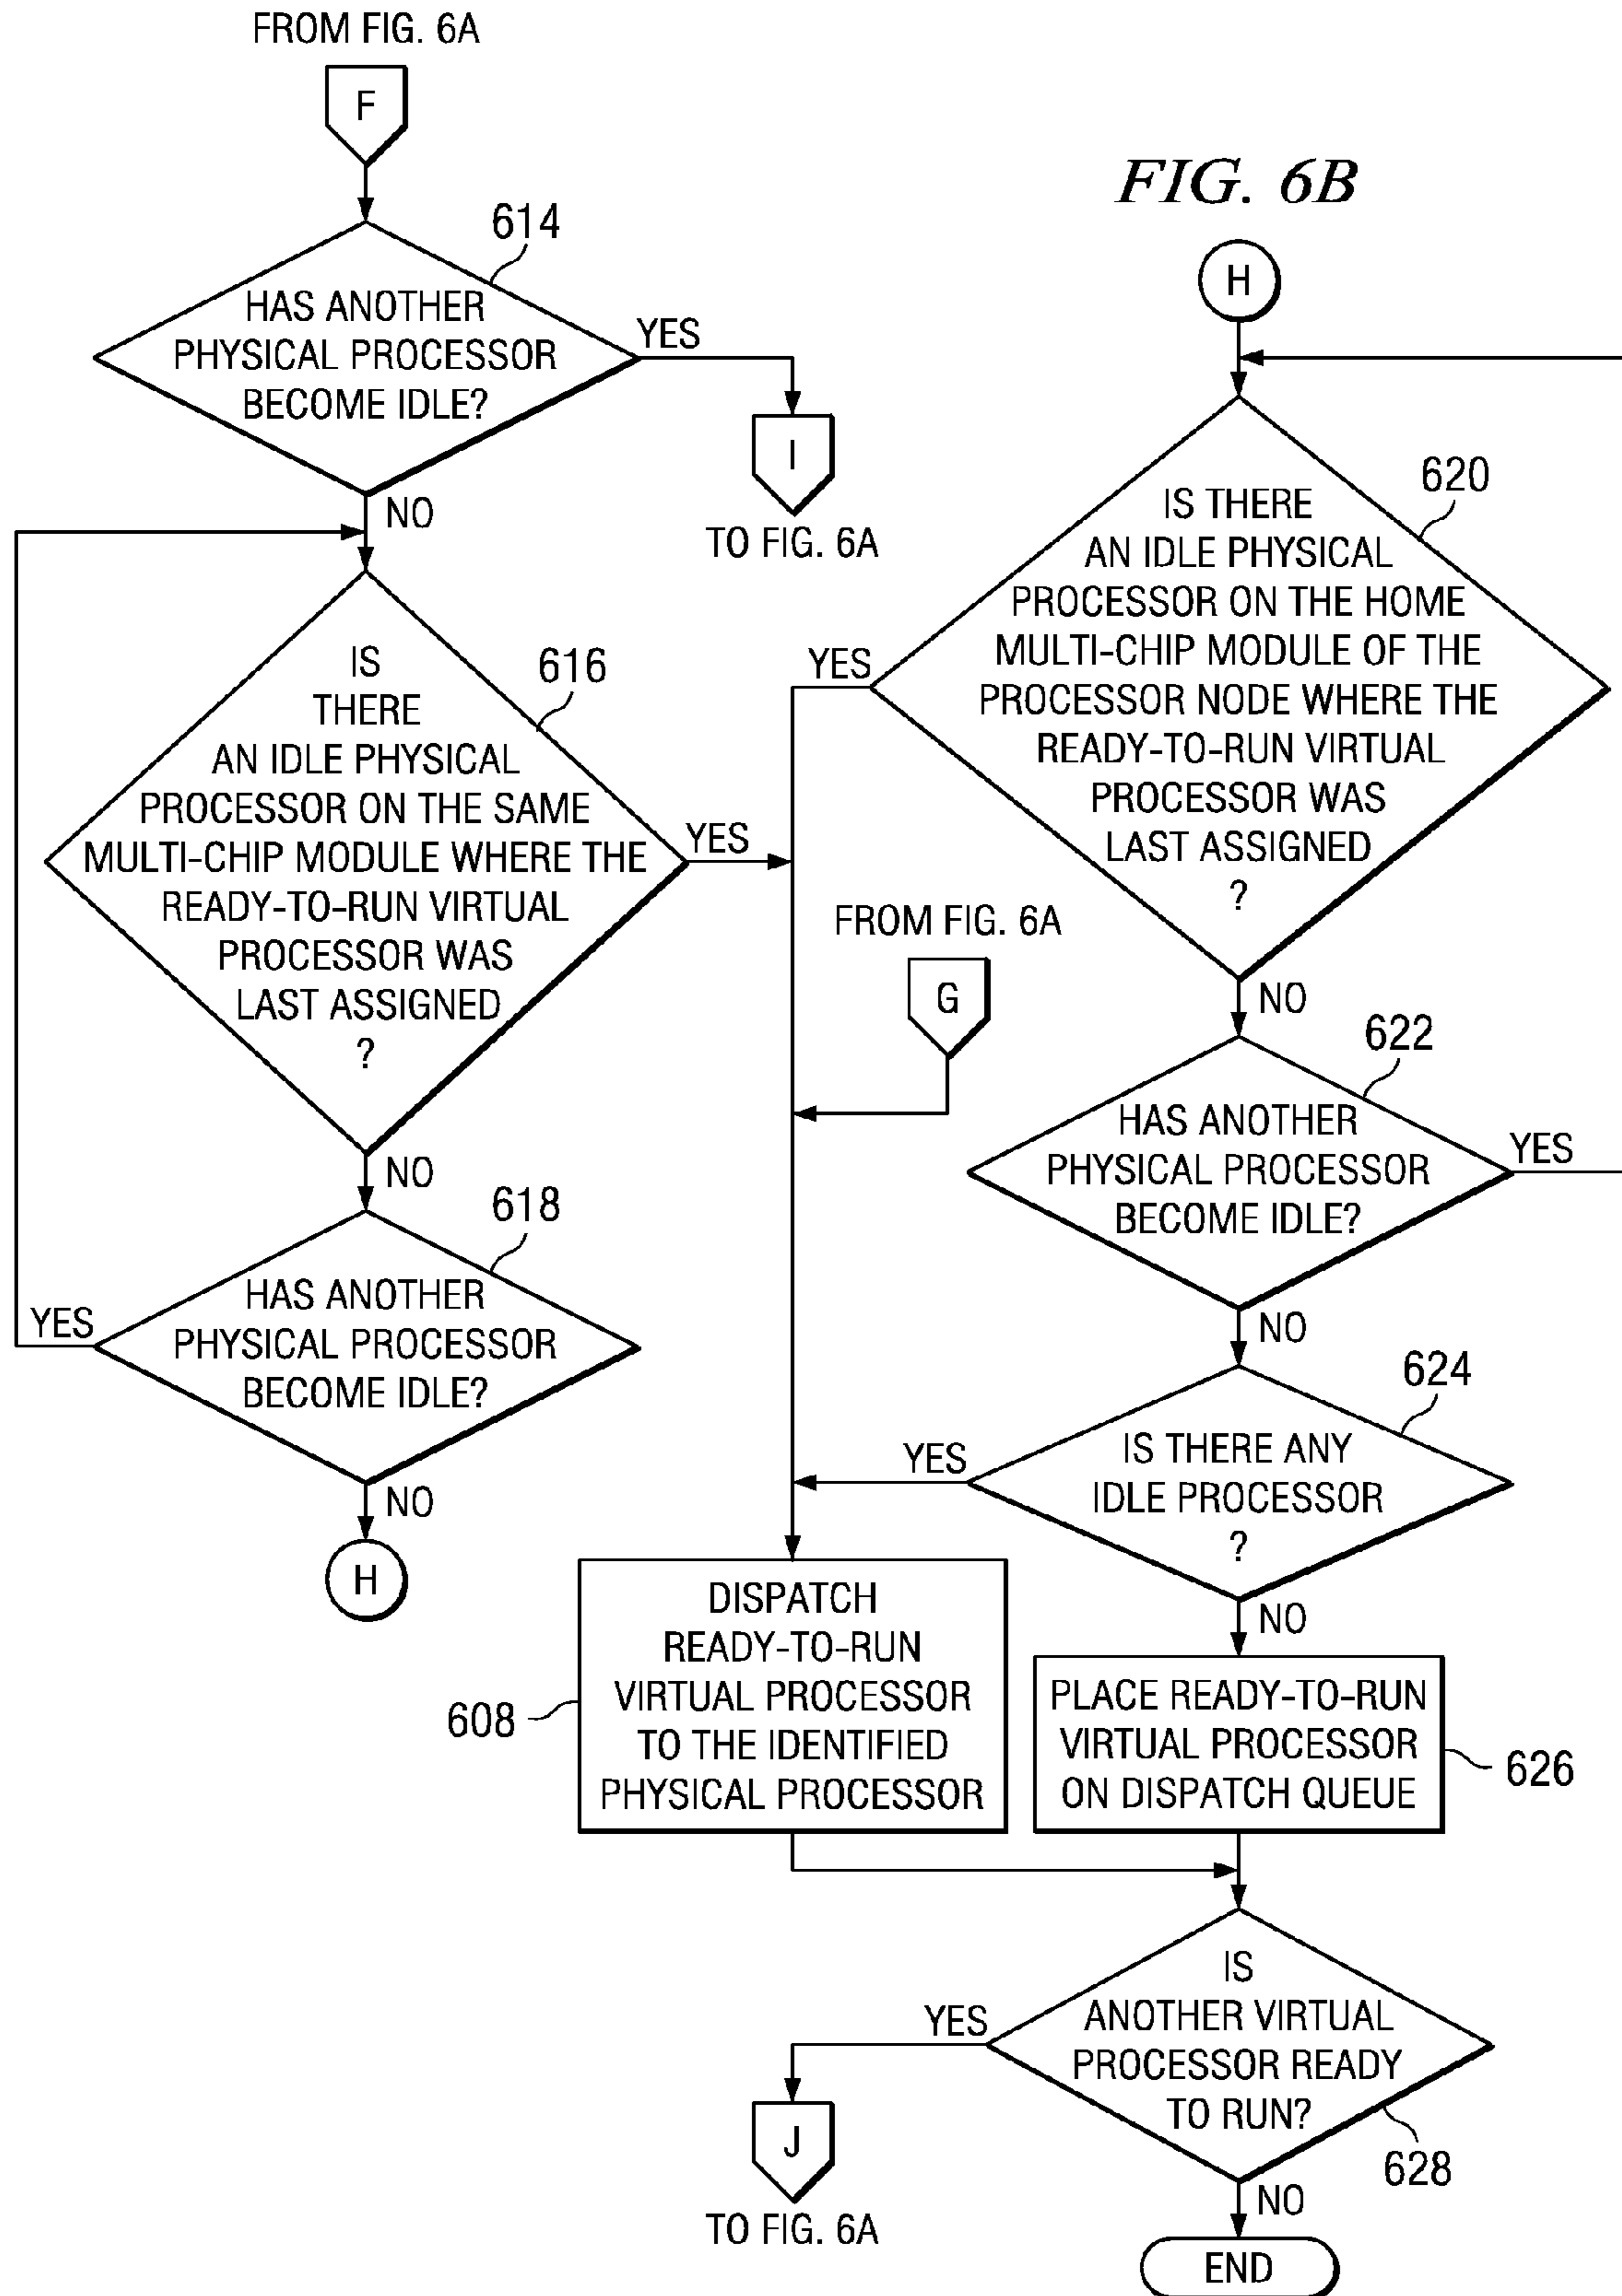 FROM FIG. 6A
F
614
HAS ANOTHER
PHYSICAL PROCESSOR
BECOME IDLE?
YES
I
TO FIG. 6A
NO
616
IS
THERE
AN IDLE PHYSICAL
PROCESSOR ON THE SAME
MULTI-CHIP MODULE WHERE THE
READY-TO-RUN VIRTUAL
PROCESSOR WAS
LAST ASSIGNED
?
YES
NO
618
HAS ANOTHER
PHYSICAL PROCESSOR
BECOME IDLE?
YES
NO
H
FIG. 6B
H
620
IS THERE
AN IDLE PHYSICAL
PROCESSOR ON THE HOME
MULTI-CHIP MODULE OF THE
PROCESSOR NODE WHERE THE
READY-TO-RUN VIRTUAL
PROCESSOR WAS
LAST ASSIGNED
?
YES
FROM FIG. 6A
G
NO
622
HAS ANOTHER
PHYSICAL PROCESSOR
BECOME IDLE?
YES
NO
624
IS THERE ANY
IDLE PROCESSOR
?
YES
NO
608
DISPATCH
READY-TO-RUN
VIRTUAL PROCESSOR
TO THE IDENTIFIED
PHYSICAL PROCESSOR
PLACE READY-TO-RUN
VIRTUAL PROCESSOR
ON DISPATCH QUEUE
626
IS
ANOTHER VIRTUAL
PROCESSOR READY
TO RUN?
628
YES
J
TO FIG. 6A
NO
END